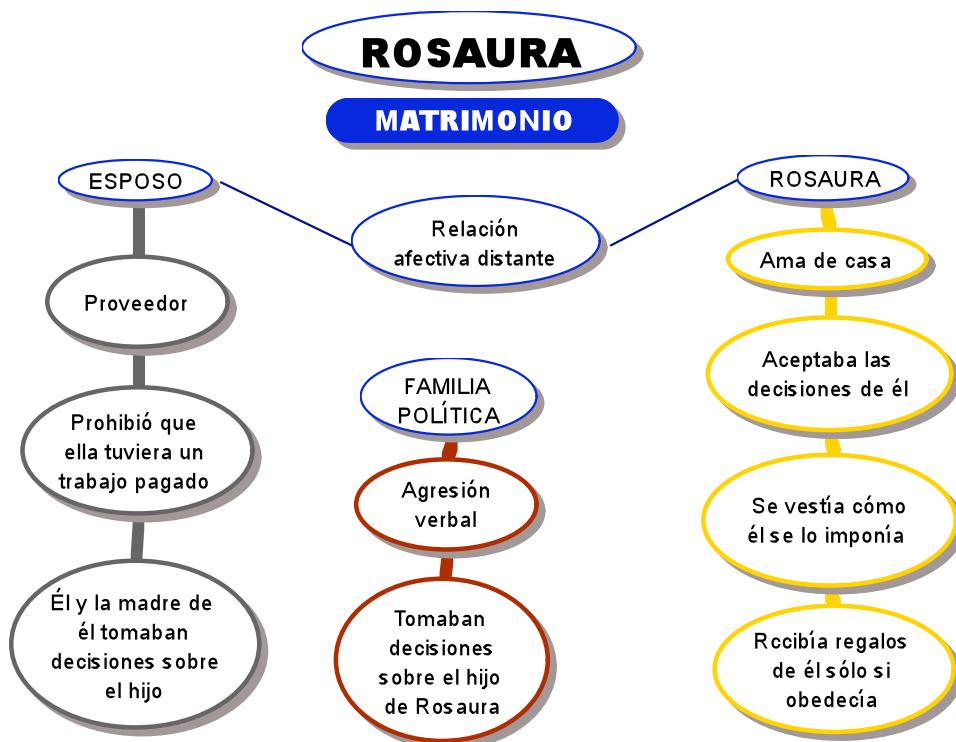 ROSAURA
MATRIMONIO
ESPOSO
Proveedor
Prohibió que
ella tuviera un
trabajo pagado
Él y la madre de
él tomaban
decisiones sobre
el hijo
Relación
afectiva distante
FAMILIA
POLÍTICA
Agresión
verbal
Tomaban
decisiones
sobre el hijo
de Rosaura
ROSAURA
Ama de casa
Aceptaba las
decisiones de él
Se vestía cómo
él se lo imponía
Rccibía regalos
de él sólo si
obedecía